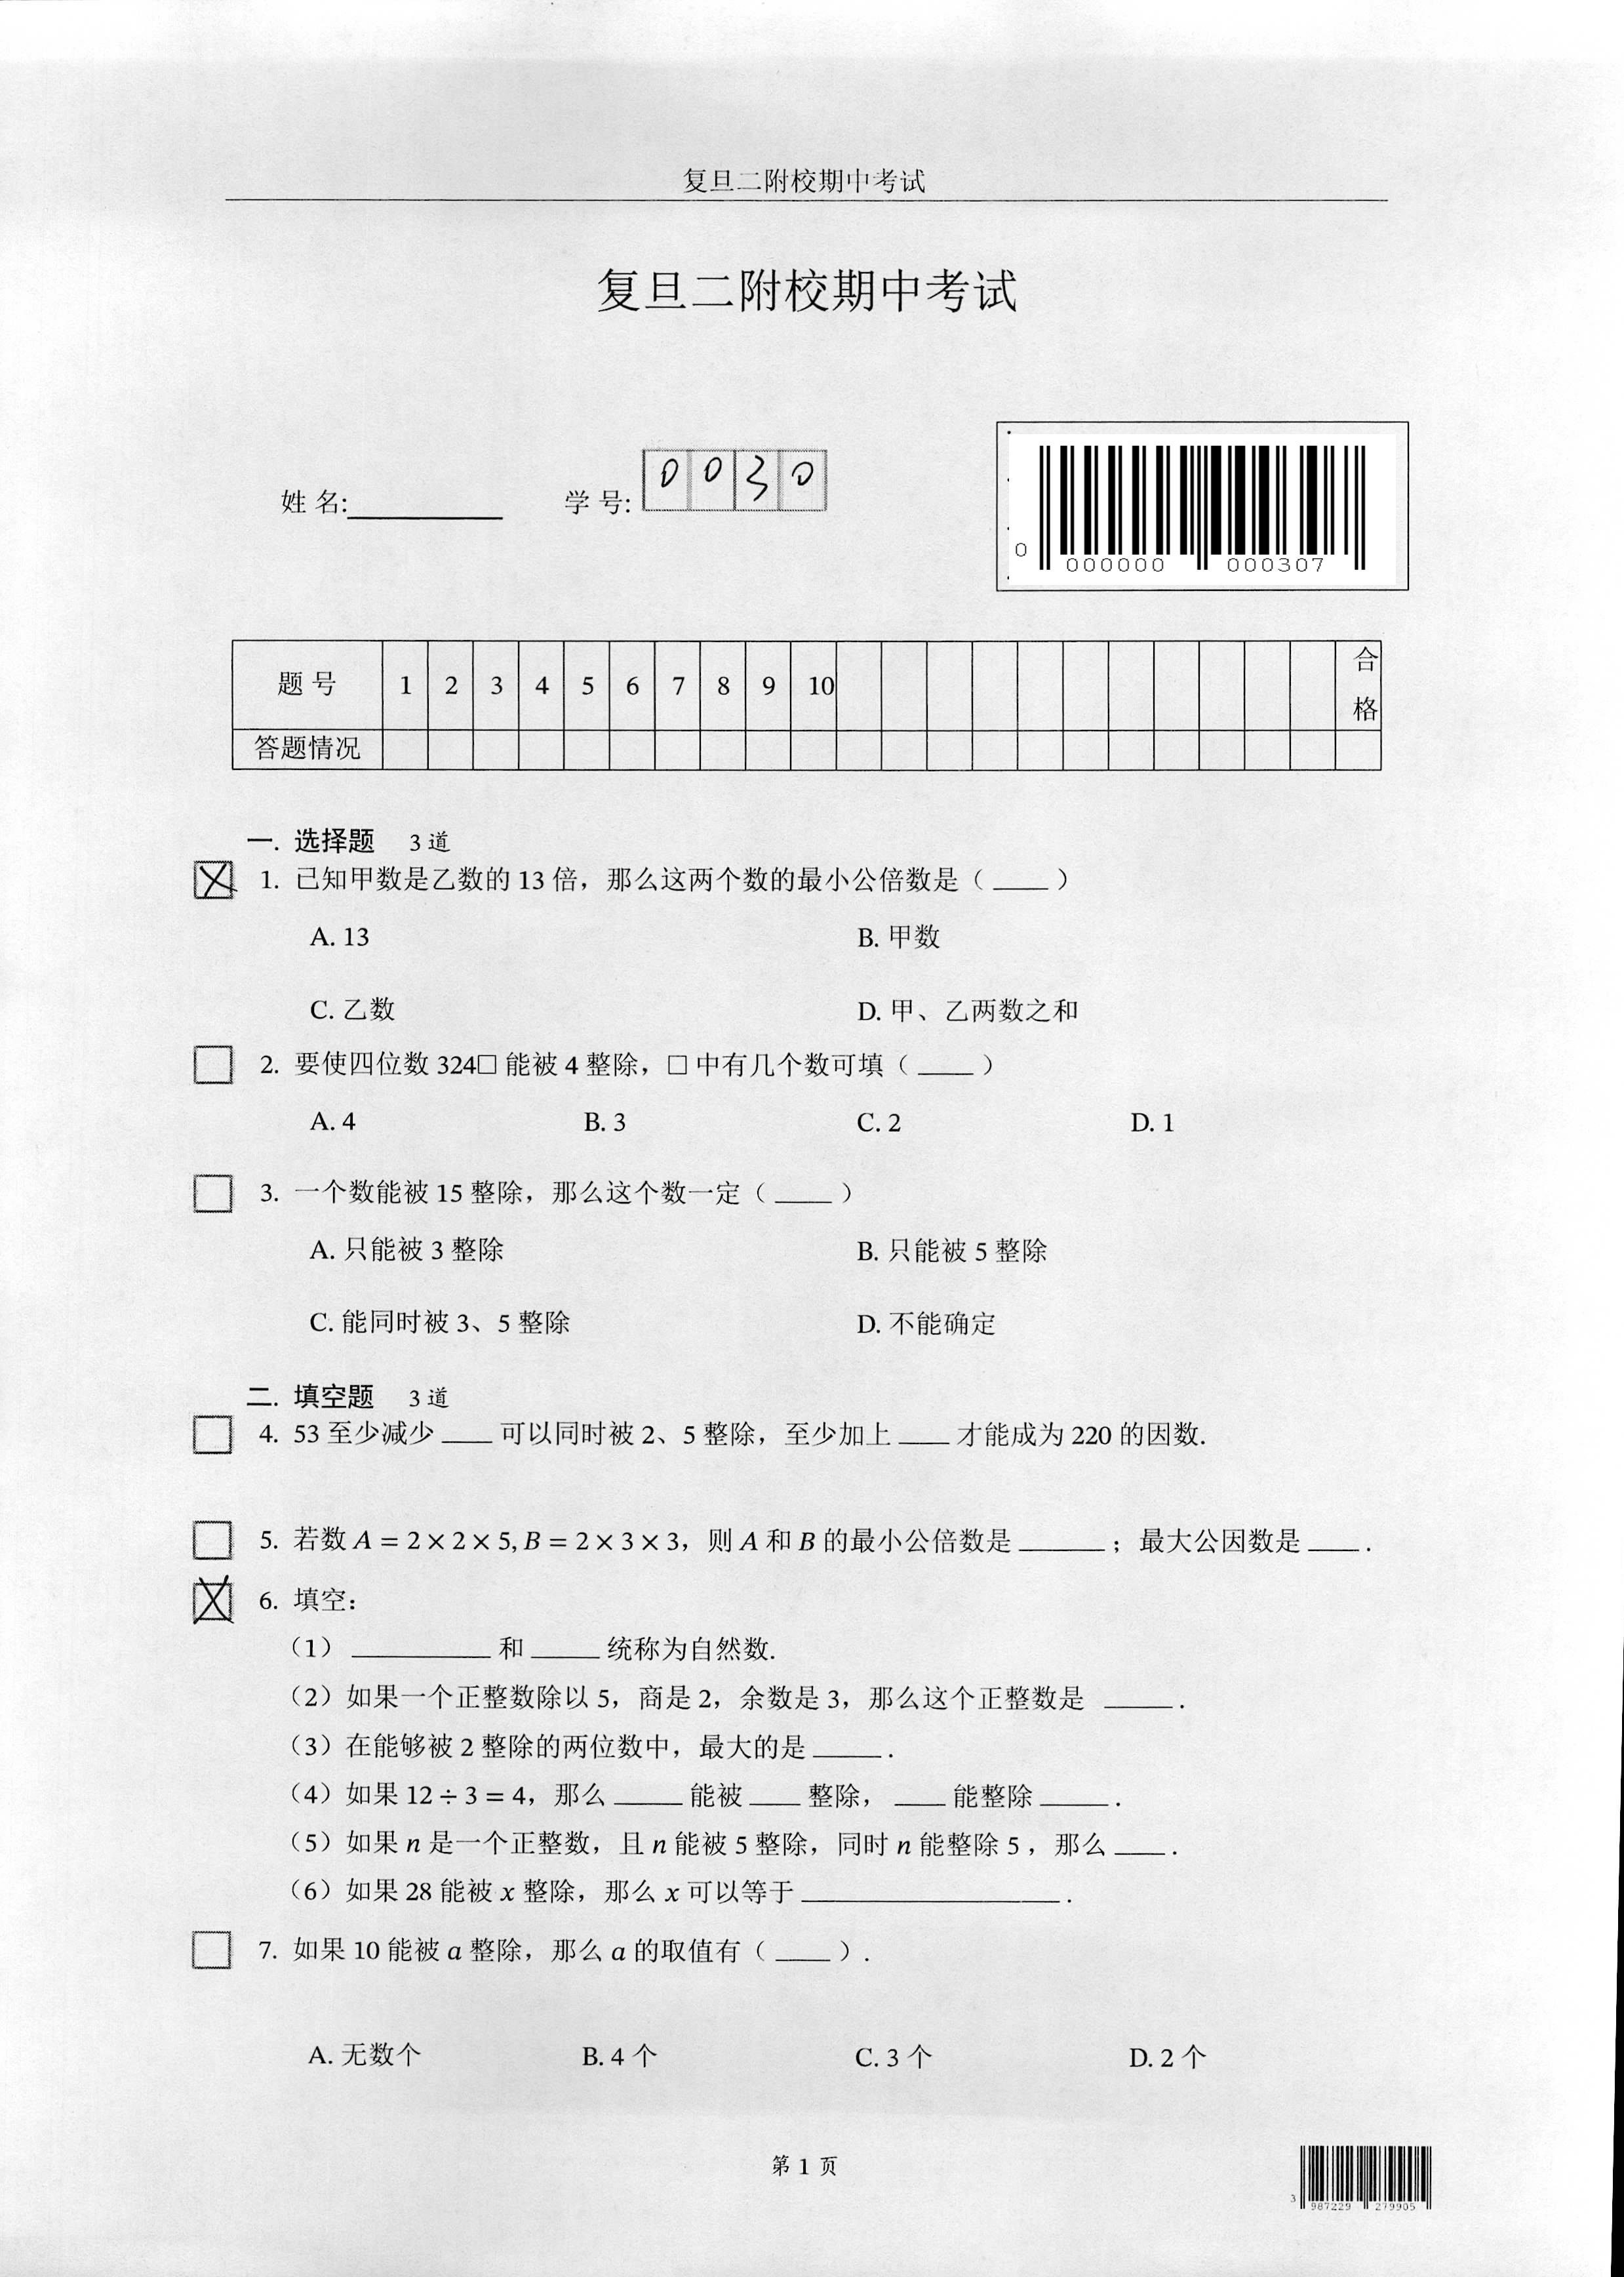 复旦二附校期中考试
复旦二附校期中考试
姓 名: 学 号: 0 0 3 0
0 000000 000307
题 号 1 2 3 4 5 6 7 8 9 10 合格
答题情况
一. 选择题 3 道
1. 已知甲数是乙数的 13 倍，那么这两个数的最小公倍数是（ ____ ）
A. 13 B. 甲数
C. 乙数 D. 甲、乙两数之和
2. 要使四位数 324□ 能被 4 整除，□ 中有几个数可填（ ____ ）
A. 4 B. 3 C. 2 D. 1
3. 一个数能被 15 整除，那么这个数一定（ ____ ）
A. 只能被 3 整除 B. 只能被 5 整除
C. 能同时被 3、5 整除 D. 不能确定
二. 填空题 3 道
4. 53 至少减少 ____ 可以同时被 2、5 整除，至少加上 ____ 才能成为 220 的因数.
5. 若数 A = 2 × 2 × 5, B = 2 × 3 × 3，则 A 和 B 的最小公倍数是 ______ ；最大公因数是 ____ .
6. 填空：
（1） ________ 和 ____ 统称为自然数.
（2）如果一个正整数除以 5，商是 2，余数是 3，那么这个正整数是 ____ .
（3）在能够被 2 整除的两位数中，最大的是 ____ .
（4）如果 12 ÷ 3 = 4，那么 ____ 能被 ____ 整除， ____ 能整除 ____ .
（5）如果 n 是一个正整数，且 n 能被 5 整除，同时 n 能整除 5 ，那么 ____ .
（6）如果 28 能被 x 整除，那么 x 可以等于 ______________ .
7. 如果 10 能被 a 整除，那么 a 的取值有（ ____ ）.
A. 无数个 B. 4 个 C. 3 个 D. 2 个
第 1 页
3 987229 279905